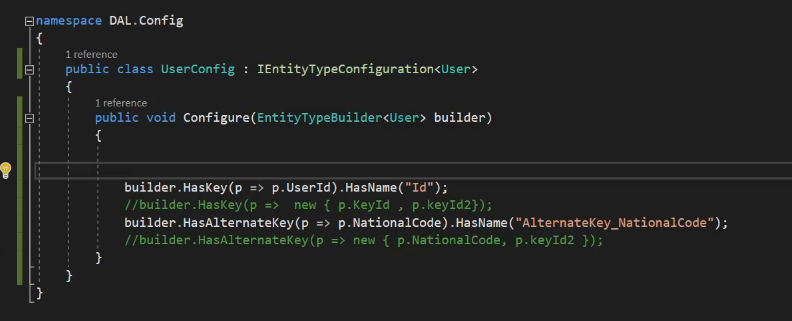 namespace DAL.Config
{
1 reference
public class UserConfig : IEntityTypeConfiguration<User>
{
1 reference
public void Configure(EntityTypeBuilder<User> builder)
{
builder.HasKey(p => p.UserId).HasName("Id");
//builder.HasKey(p =>  new { p.KeyId , p.keyId2});
builder.HasAlternateKey(p => p.NationalCode).HasName("AlternateKey_NationalCode");
//builder.HasAlternateKey(p => new { p.NationalCode, p.keyId2 });
}
}
}